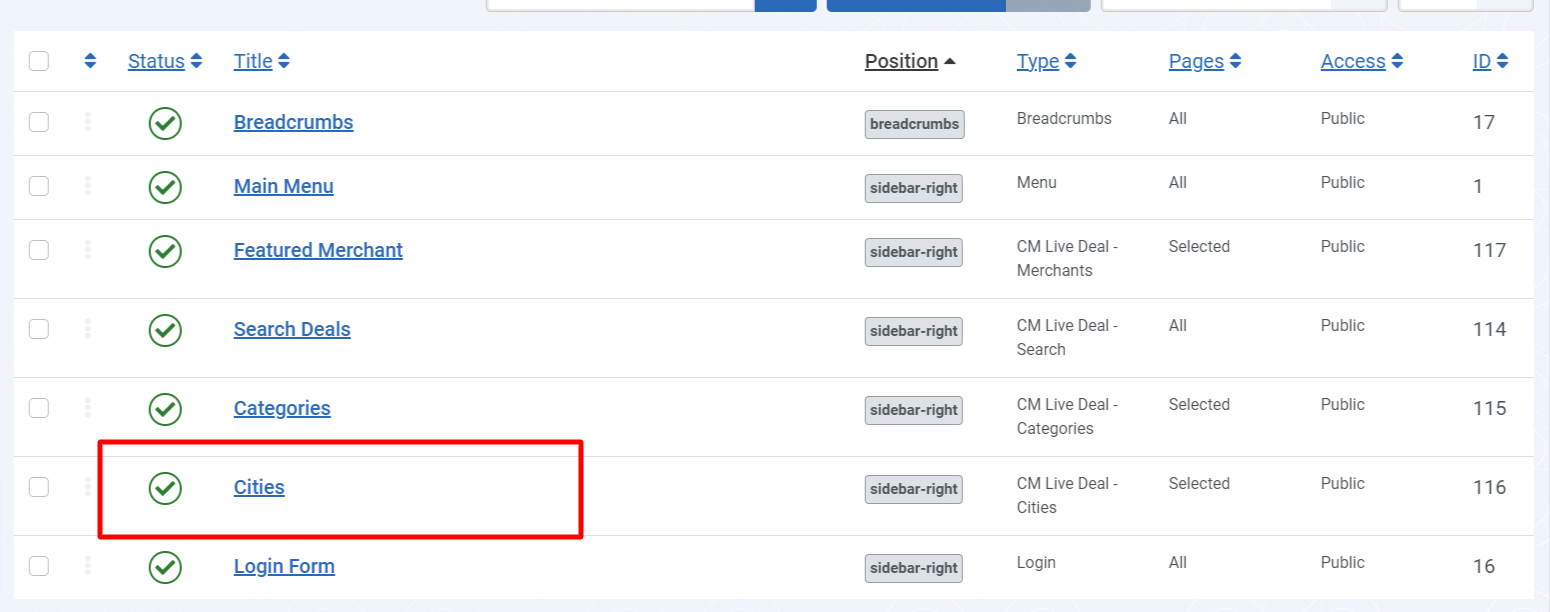 Status Title Position Type Pages Access ID
Breadcrumbs breadcrumbs Breadcrumbs All Public 17
Main Menu sidebar-right Menu All Public 1
Featured Merchant sidebar-right CM Live Deal - Selected Public 117
Merchants
Search Deals sidebar-right CM Live Deal - All Public 114
Search
Categories sidebar-right CM Live Deal - Selected Public 115
Categories
Cities sidebar-right CM Live Deal - Selected Public 116
Cities
Login Form sidebar-right Login All Public 16